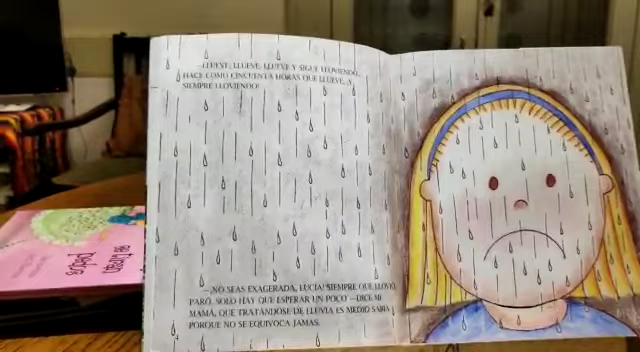 —LLUEVE, LLUEVE, LLUEVE Y SIGUE LLOVIENDO.
HACE COMO CINCUENTA HORAS QUE LLUEVE, Y
SIEMPRE LLOVIENDO!
—NO SEAS EXAGERADA, LUCIA! SIEMPRE QUE LLOVIÓ,
PARÓ. SOLO HAY QUE ESPERAR UN POCO —DICE MI
MAMÁ, QUE TRATÁNDOSE DE LLUVIA ES MEDIO SABIA
PORQUE NO SE EQUIVOCA JAMÁS.
pedos